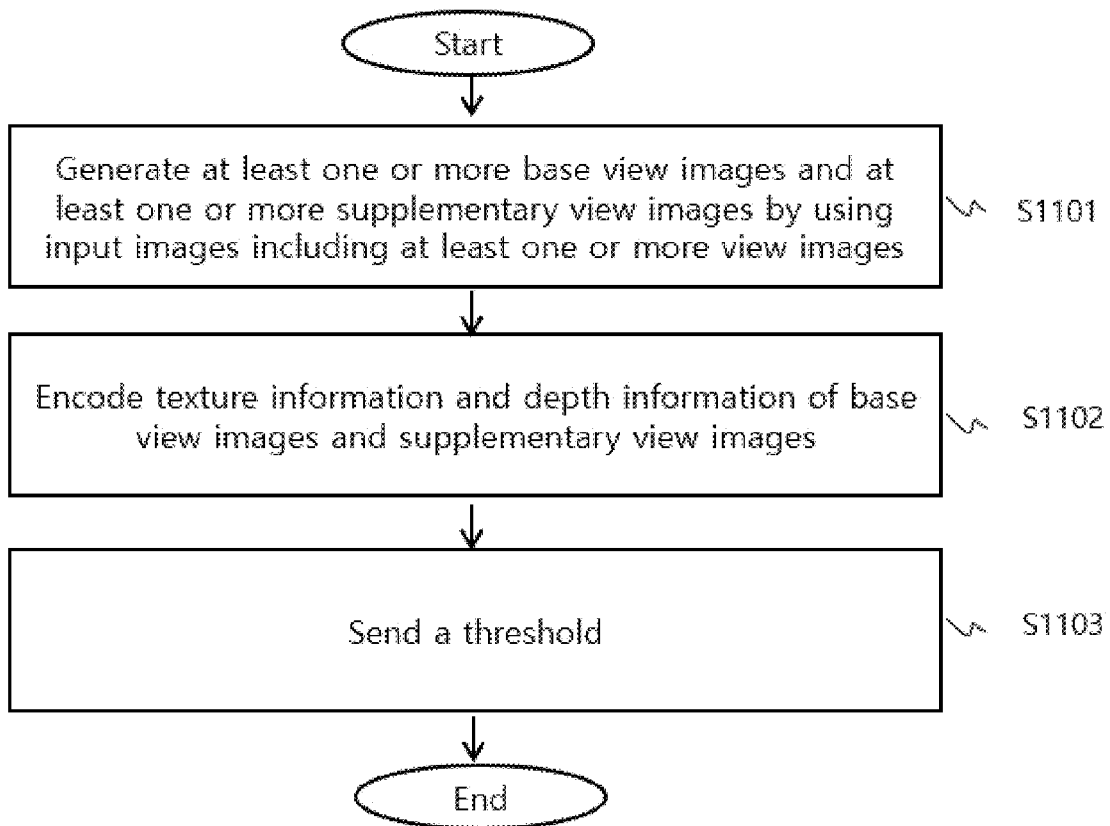 Start
Generate at least one or more base view images and at
least one or more supplementary view images by using
input images including at least one or more view images
S1101
Encode texture information and depth information of base
view images and supplementary view images
S1102
Send a threshold
S1103
End